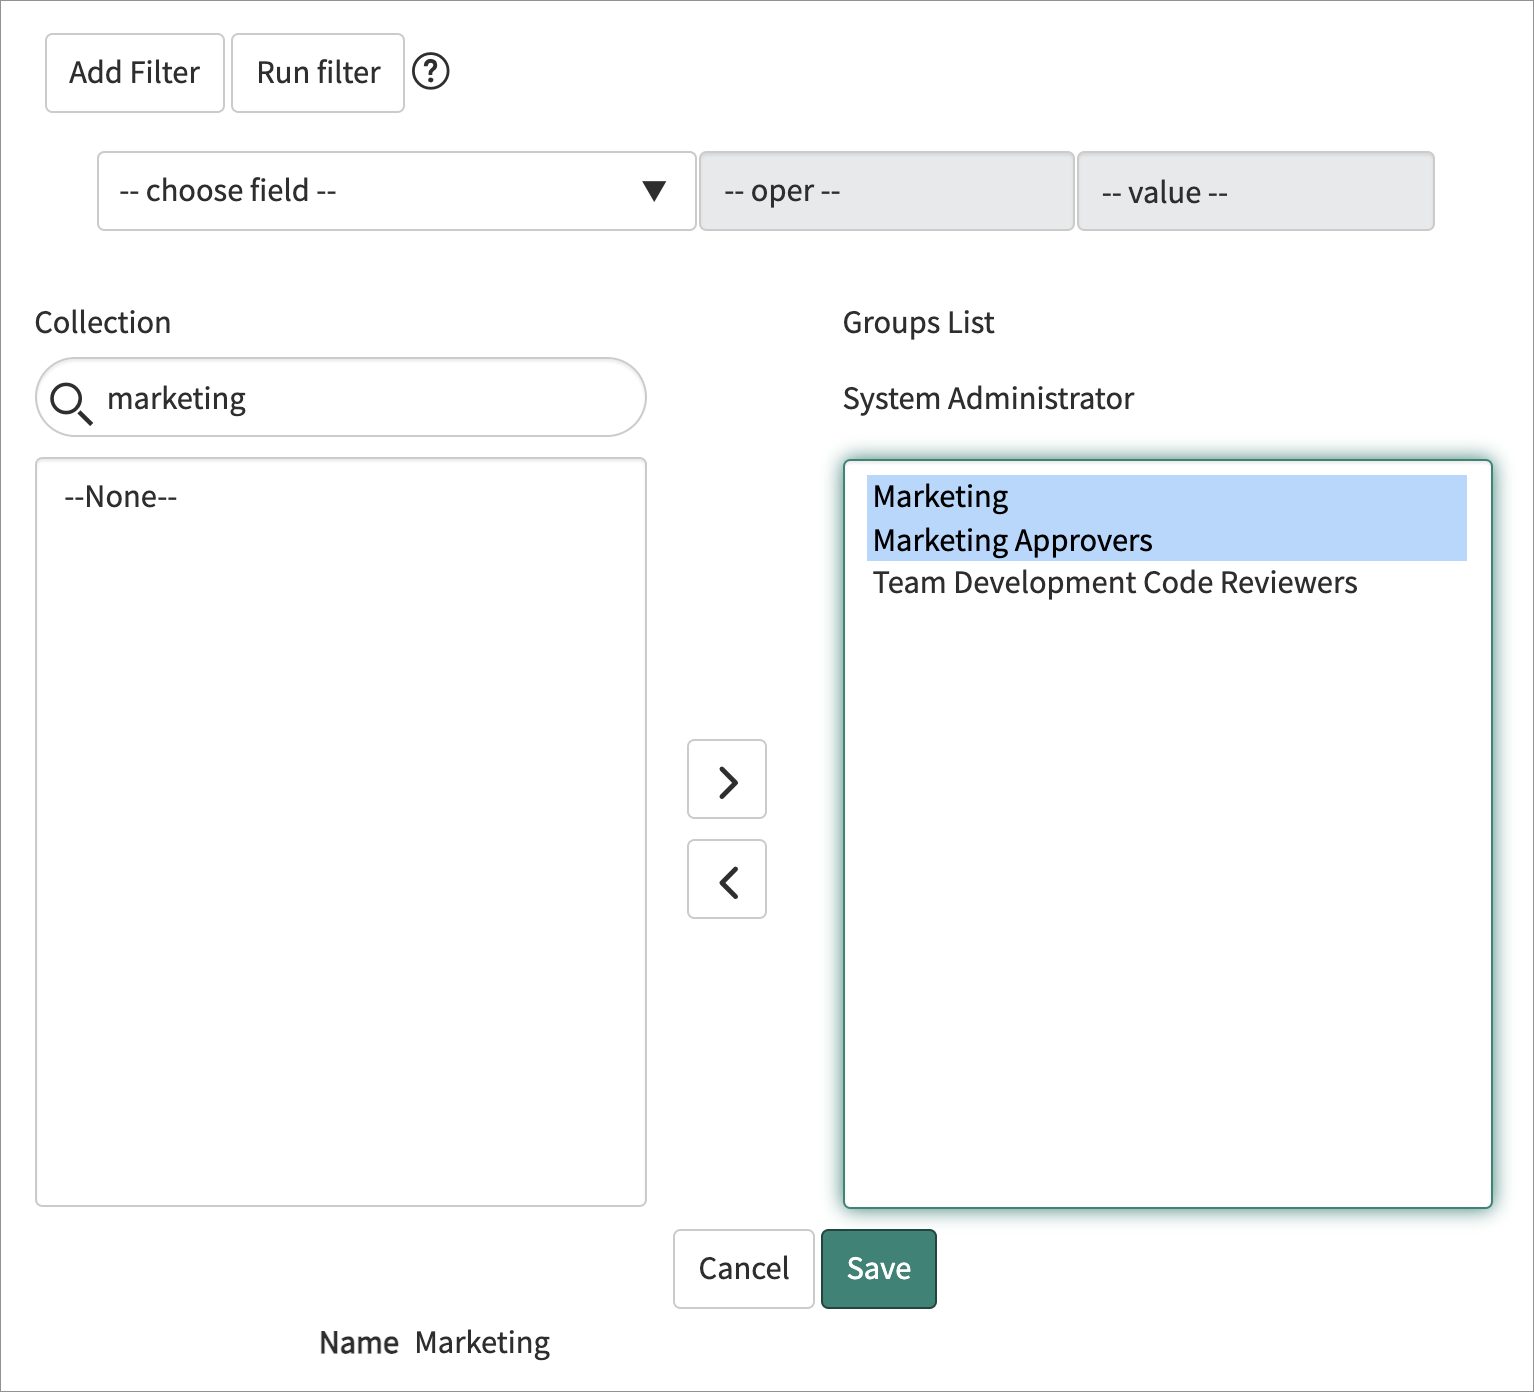 Add Filter Run filter ?
-- choose field -- -- oper -- -- value --
Collection
marketing
--None--
Groups List
System Administrator
Marketing
Marketing Approvers
Team Development Code Reviewers
>
<
Cancel Save
Name Marketing